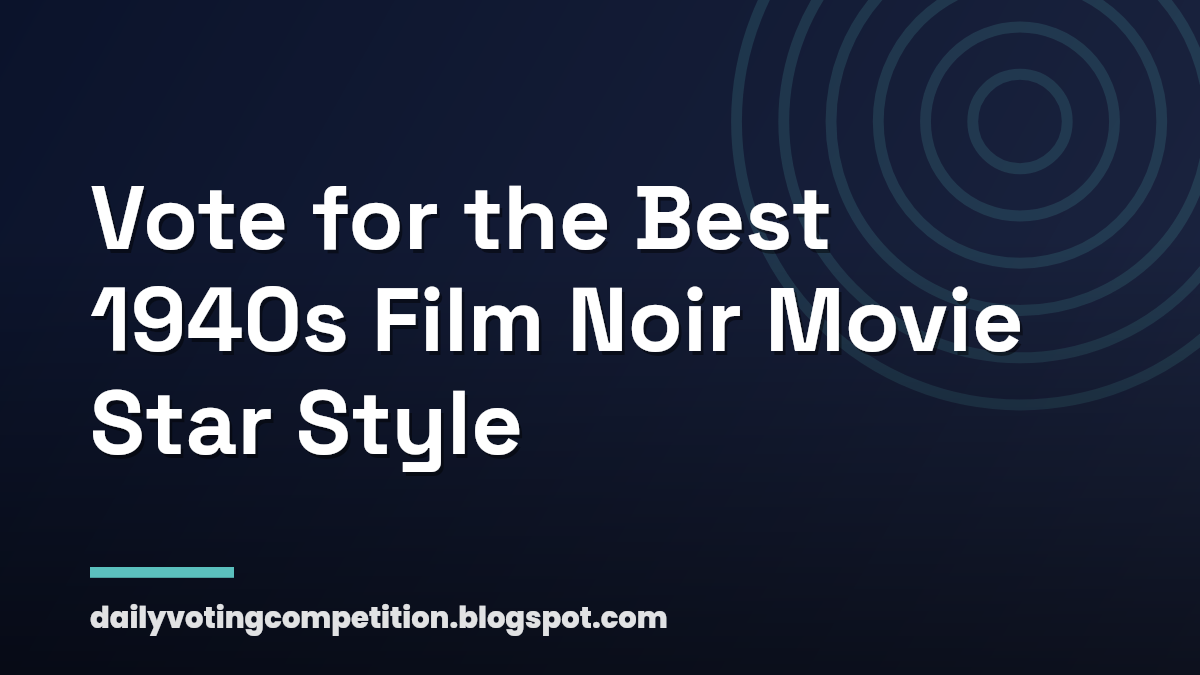 Vote for the Best
1940s Film Noir Movie
Star Style
dailyvotingcompetition.blogspot.com